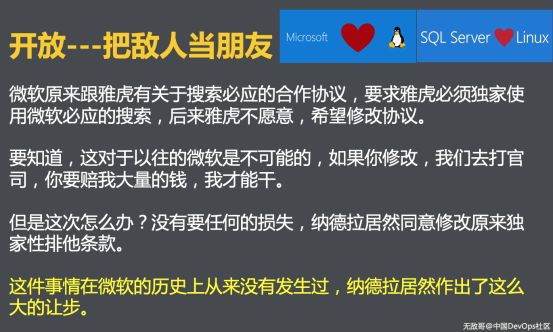 开放---把敌人当朋友
Microsoft
SQL Server
Linux
微软原来跟雅虎有关于搜索必应的合作协议，要求雅虎必须独家使
用微软必应的搜索，后来雅虎不愿意，希望修改协议。
要知道，这对于以往的微软是不可能的，如果你修改，我们去打官
司，你要赔我大量的钱，我才能干。
但是这次怎么办？没有要任何的损失，纳德拉居然同意修改原来独
家性排他条款。
这件事情在微软的历史上从来没有发生过，纳德拉居然作出了这么
大的让步。
无敌哥@中国DevOps社区